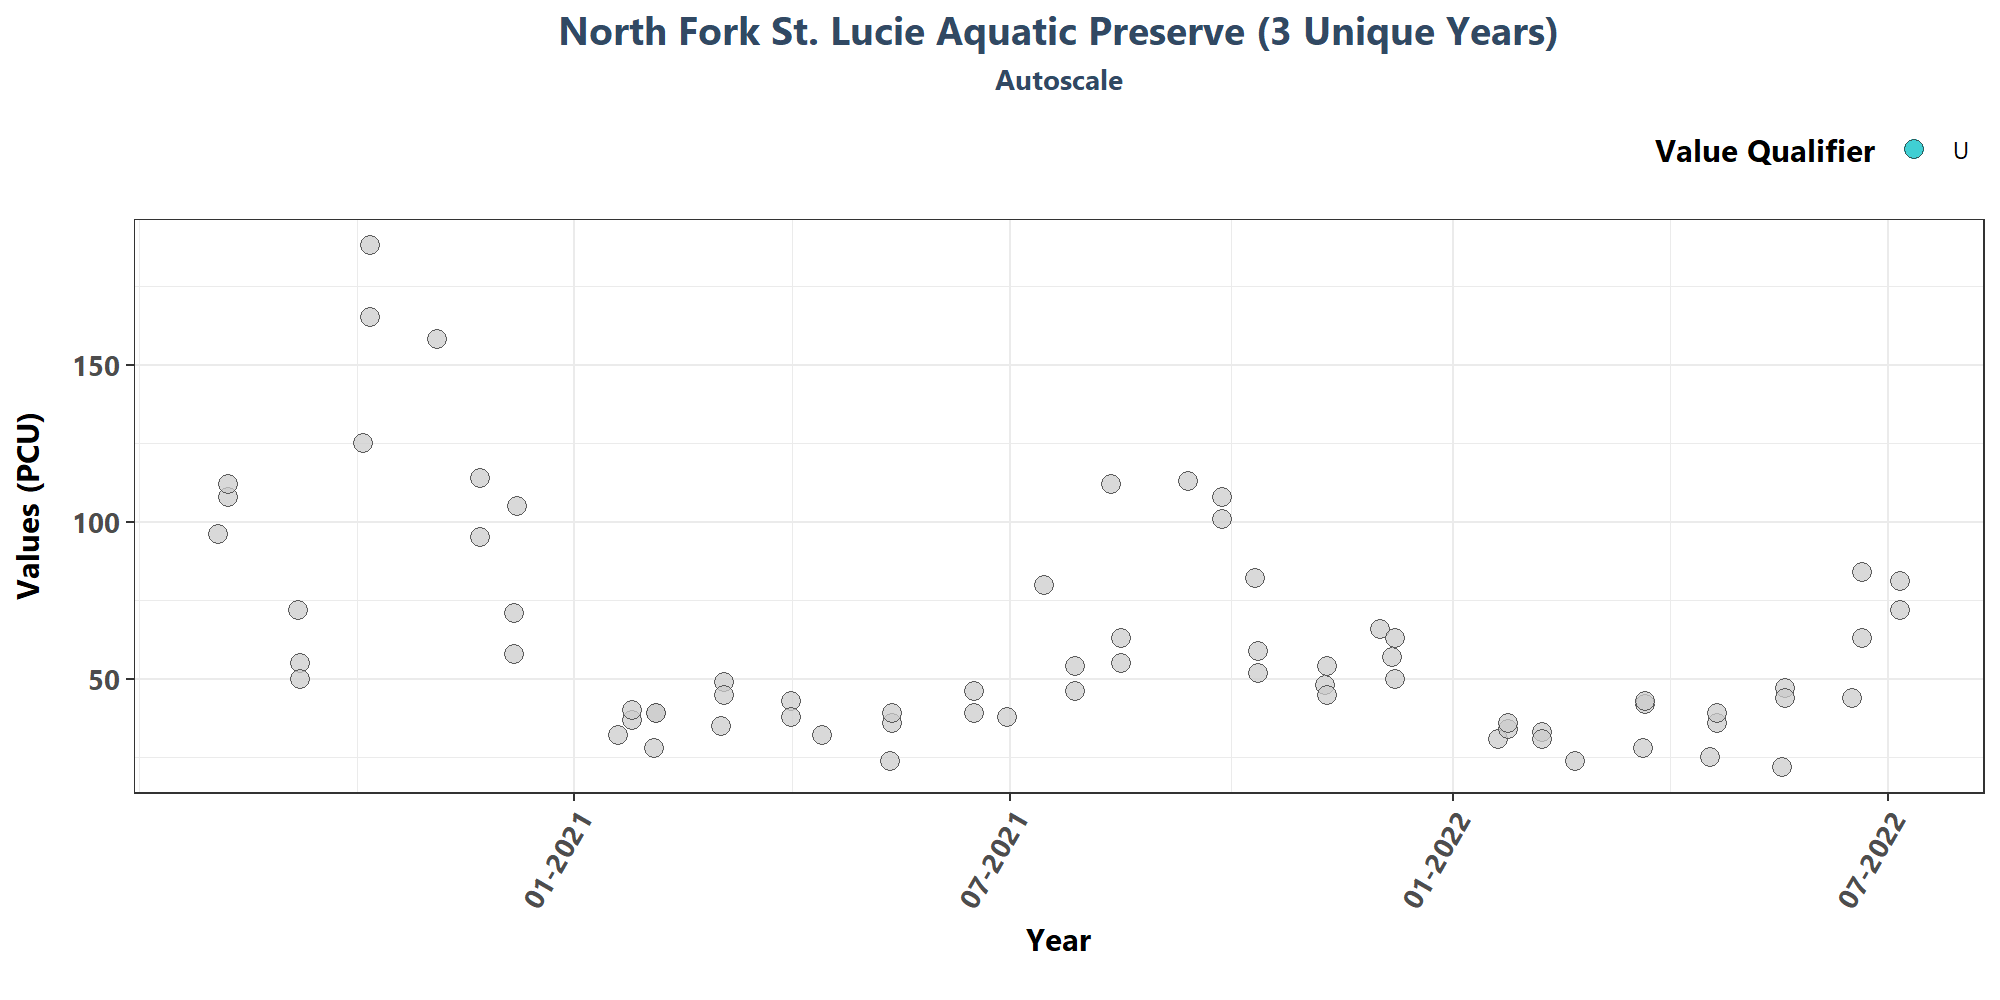 North Fork St. Lucie Aquatic Preserve (3 Unique Years)
Autoscale
Value Qualifier U
Values (PCU)
150
100
50
01-2021 07-2021 01-2022 07-2022
Year